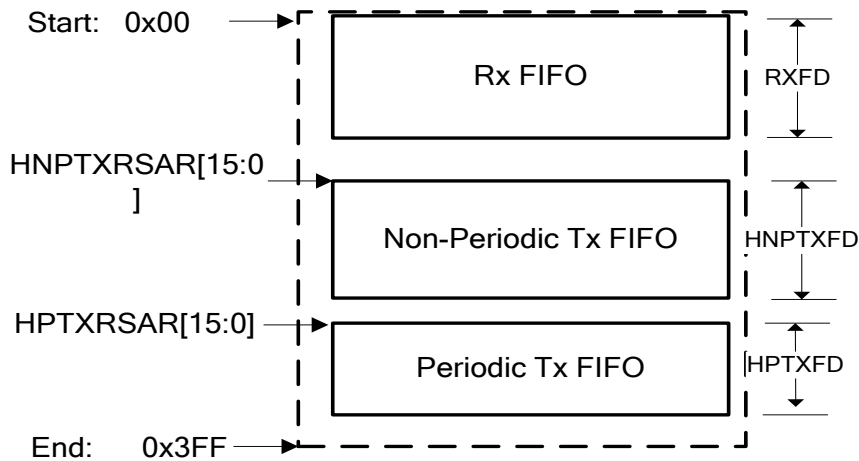 Start: 0x00
Rx FIFO
RXFD
HNPTXRSAR[15:0
]
Non-Periodic Tx FIFO
HNPTXFD
HPTXRSAR[15:0]
Periodic Tx FIFO
HPTXFD
End: 0x3FF